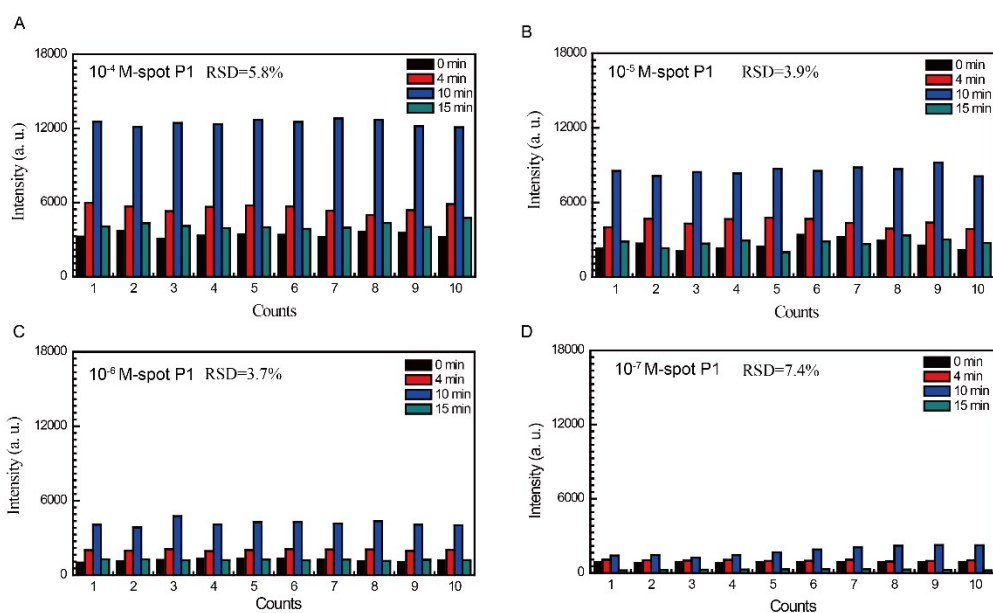 A
18000
12000
6000
0
Intensity (a. u.)
10⁻⁴ M-spot P1 RSD=5.8%
0 min
4 min
10 min
15 min
1 2 3 4 5 6 7 8 9 10
Counts
B
18000
12000
6000
0
Intensity (a. u.)
10⁻⁵ M-spot P1 RSD=3.9%
0 min
4 min
10 min
15 min
1 2 3 4 5 6 7 8 9 10
Counts
C
18000
12000
6000
0
Intensity (a. u.)
10⁻⁶ M-spot P1 RSD=3.7%
0 min
4 min
10 min
15 min
1 2 3 4 5 6 7 8 9 10
Counts
D
18000
12000
6000
0
Intensity (a. u.)
10⁻⁷ M-spot P1 RSD=7.4%
0 min
4 min
10 min
15 min
1 2 3 4 5 6 7 8 9 10
Counts